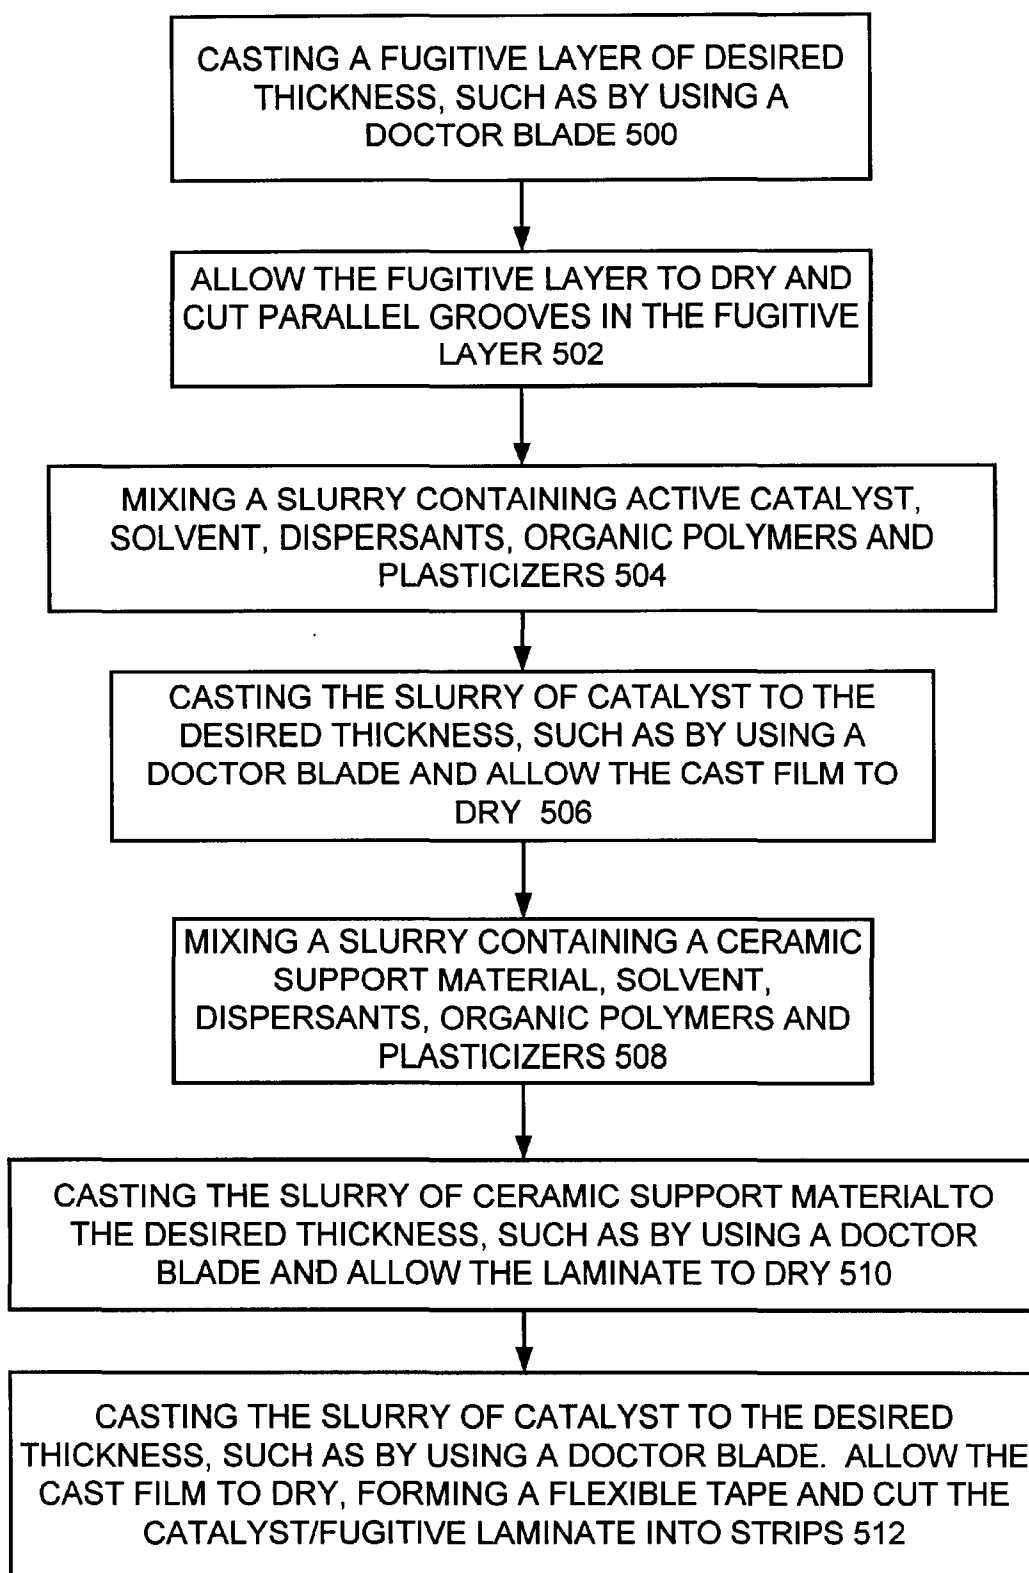 CASTING A FUGITIVE LAYER OF DESIRED
THICKNESS, SUCH AS BY USING A
DOCTOR BLADE 500
ALLOW THE FUGITIVE LAYER TO DRY AND
CUT PARALLEL GROOVES IN THE FUGITIVE
LAYER 502
MIXING A SLURRY CONTAINING ACTIVE CATALYST,
SOLVENT, DISPERSANTS, ORGANIC POLYMERS AND
PLASTICIZERS 504
CASTING THE SLURRY OF CATALYST TO THE
DESIRED THICKNESS, SUCH AS BY USING A
DOCTOR BLADE AND ALLOW THE CAST FILM TO
DRY 506
MIXING A SLURRY CONTAINING A CERAMIC
SUPPORT MATERIAL, SOLVENT,
DISPERSANTS, ORGANIC POLYMERS AND
PLASTICIZERS 508
CASTING THE SLURRY OF CERAMIC SUPPORT MATERIALTO
THE DESIRED THICKNESS, SUCH AS BY USING A DOCTOR
BLADE AND ALLOW THE LAMINATE TO DRY 510
CASTING THE SLURRY OF CATALYST TO THE DESIRED
THICKNESS, SUCH AS BY USING A DOCTOR BLADE. ALLOW THE
CAST FILM TO DRY, FORMING A FLEXIBLE TAPE AND CUT THE
CATALYST/FUGITIVE LAMINATE INTO STRIPS 512